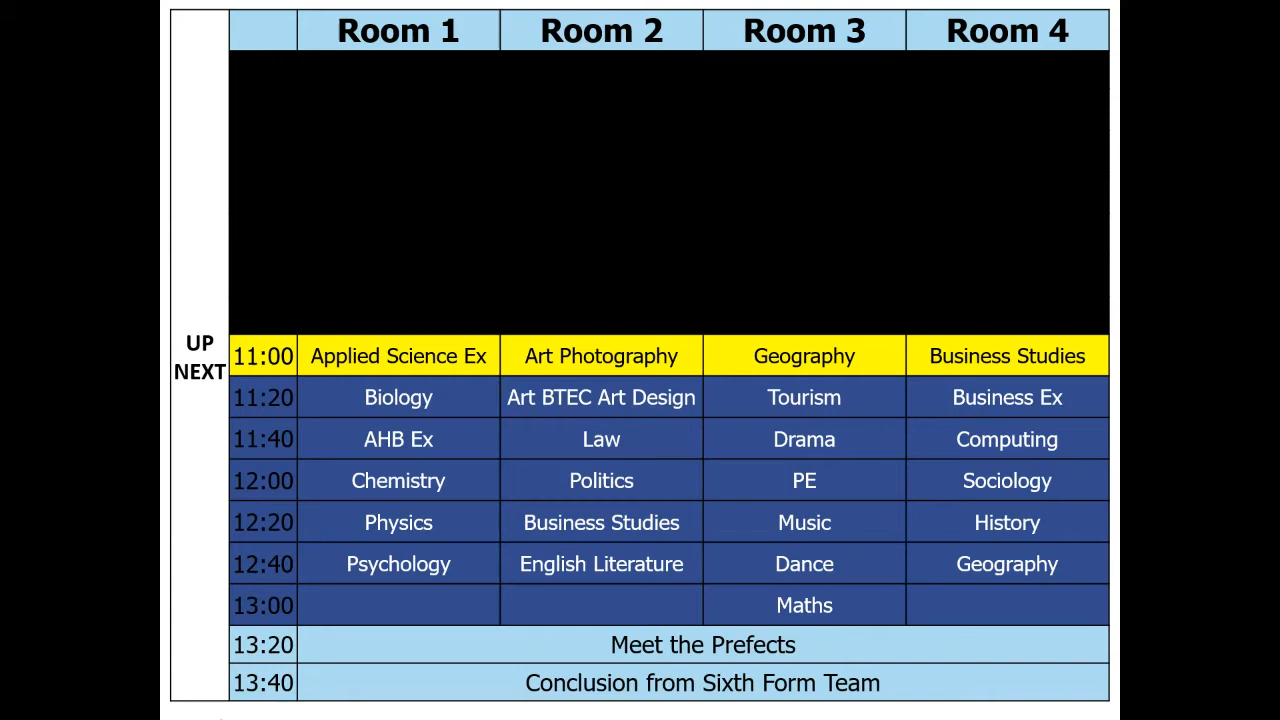 Room 1 Room 2 Room 3 Room 4
UP
NEXT
11:00 Applied Science Ex Art Photography Geography Business Studies
11:20 Biology Art BTEC Art Design Tourism Business Ex
11:40 AHB Ex Law Drama Computing
12:00 Chemistry Politics PE Sociology
12:20 Physics Business Studies Music History
12:40 Psychology English Literature Dance Geography
13:00 Maths
13:20 Meet the Prefects
13:40 Conclusion from Sixth Form Team